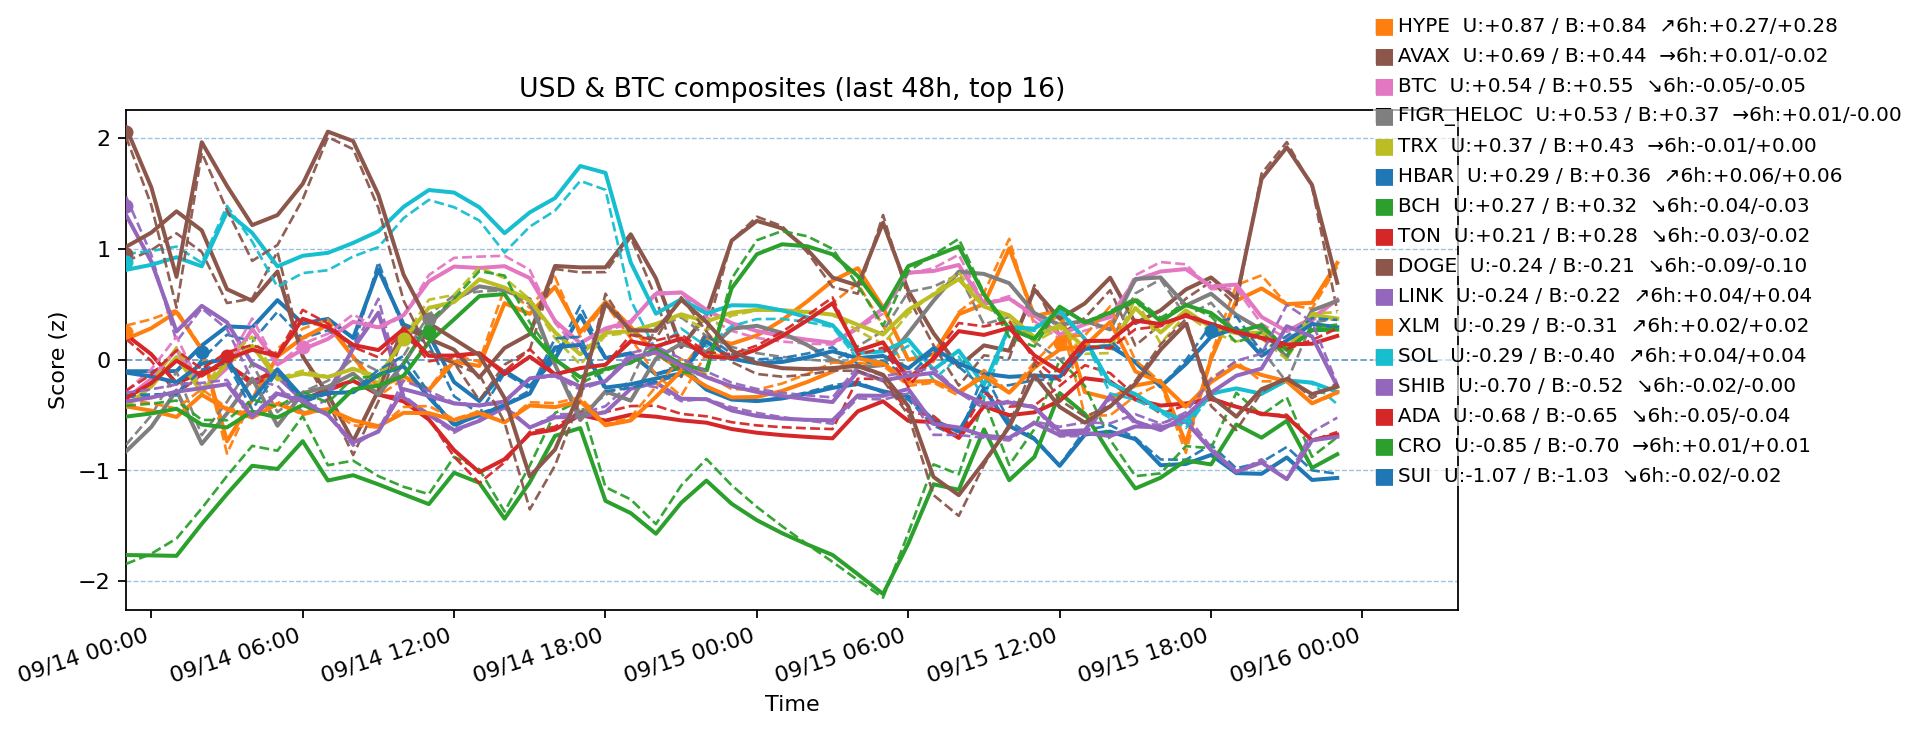 HYPE  U:+0.87 / B:+0.84  ↗6h:+0.27/+0.28
AVAX  U:+0.69 / B:+0.44  →6h:+0.01/-0.02
BTC  U:+0.54 / B:+0.55  ↘6h:-0.05/-0.05
FIGR_HELOC  U:+0.53 / B:+0.37  →6h:+0.01/-0.00
TRX  U:+0.37 / B:+0.43  →6h:-0.01/+0.00
HBAR  U:+0.29 / B:+0.36  ↗6h:+0.06/+0.06
BCH  U:+0.27 / B:+0.32  ↘6h:-0.04/-0.03
TON  U:+0.21 / B:+0.28  ↘6h:-0.03/-0.02
DOGE  U:-0.24 / B:-0.21  ↘6h:-0.09/-0.10
LINK  U:-0.24 / B:-0.22  ↗6h:+0.04/+0.04
XLM  U:-0.29 / B:-0.31  ↗6h:+0.02/+0.02
SOL  U:-0.29 / B:-0.40  ↗6h:+0.04/+0.04
SHIB  U:-0.70 / B:-0.52  ↘6h:-0.02/-0.00
ADA  U:-0.68 / B:-0.65  ↘6h:-0.05/-0.04
CRO  U:-0.85 / B:-0.70  →6h:+0.01/+0.01
SUI  U:-1.07 / B:-1.03  ↘6h:-0.02/-0.02
USD & BTC composites (last 48h, top 16)
2
1
0
−1
−2
Score (z)
09/14 00:00
09/14 06:00
09/14 12:00
09/14 18:00
09/15 00:00
09/15 06:00
09/15 12:00
09/15 18:00
09/16 00:00
Time